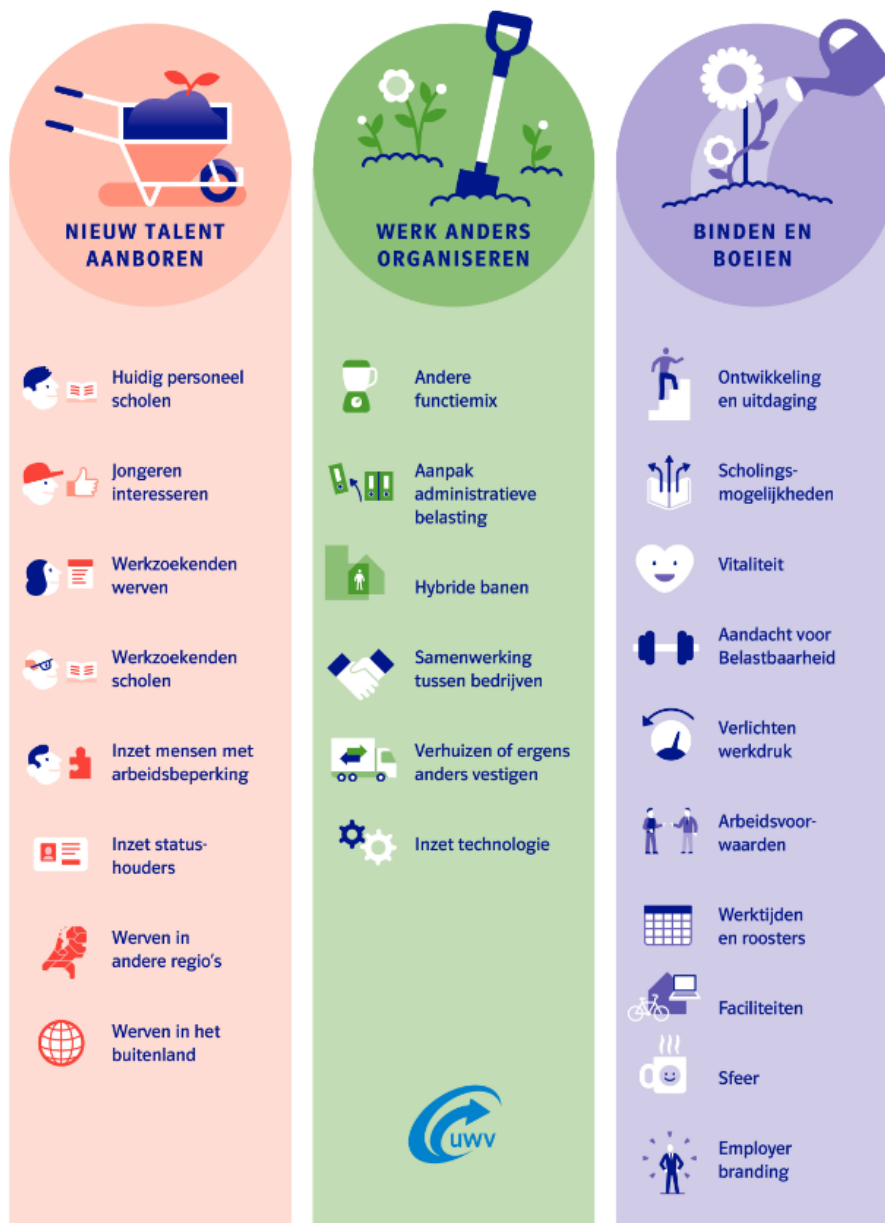 NIEUW TALENT
AANBOREN
Huidig personeel
scholen
Jongeren
interesseren
Werkzoekenden
werven
Werkzoekenden
scholen
Inzet mensen met
arbeidsbeperking
Inzet status-
houders
Werven in
andere regio's
Werven in het
buitenland
WERK ANDERS
ORGANISEREN
Andere
functiemix
Aanpak
administratieve
belasting
Hybride banen
Samenwerking
tussen bedrijven
Verhuizen of ergens
anders vestigen
Inzet technologie
UWV
BINDEN EN
BOEIEN
Ontwikkeling
en uitdaging
Scholings-
mogelijkheden
Vitaliteit
Aandacht voor
Belastbaarheid
Verlichten
werkdruk
Arbeidsvoor-
waarden
Werktijden
en roosters
Faciliteiten
Sfeer
Employer
branding